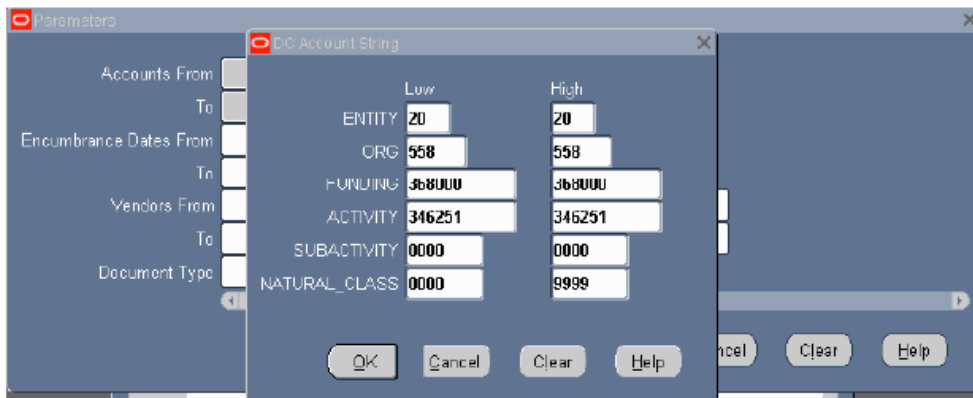 Parameters
DC Account String
Accounts From
To
Encumbrance Dates From
To
Vendors From
To
Document Type
Low High
ENTITY 20 20
ORG 558 558
FUNDING 368000 368000
ACTIVITY 346251 346251
SUBACTIVITY 0000 0000
NATURAL_CLASS 0000 9999
OK Cancel Clear Help
ncel Clear Help